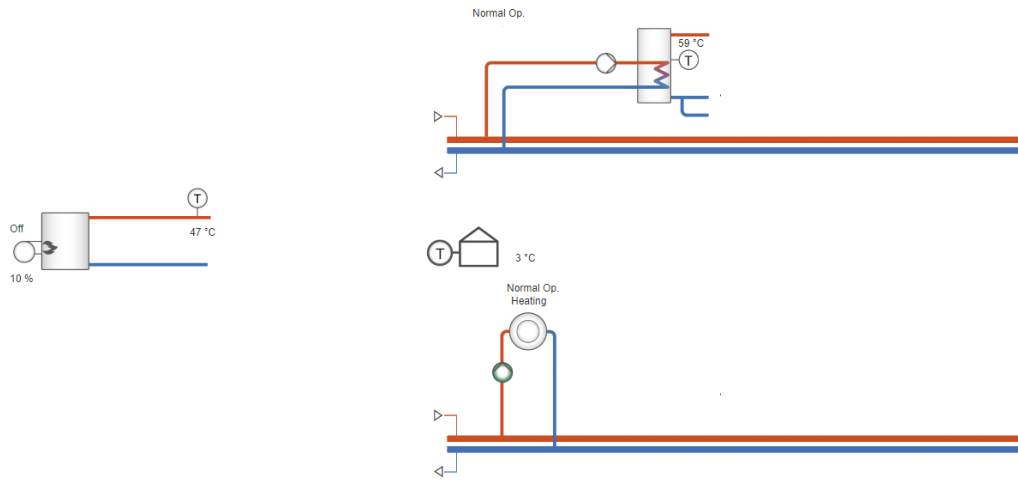 Normal Op.
59 °C
T
T
Off
47 °C
10 %
T
3 °C
Normal Op.
Heating